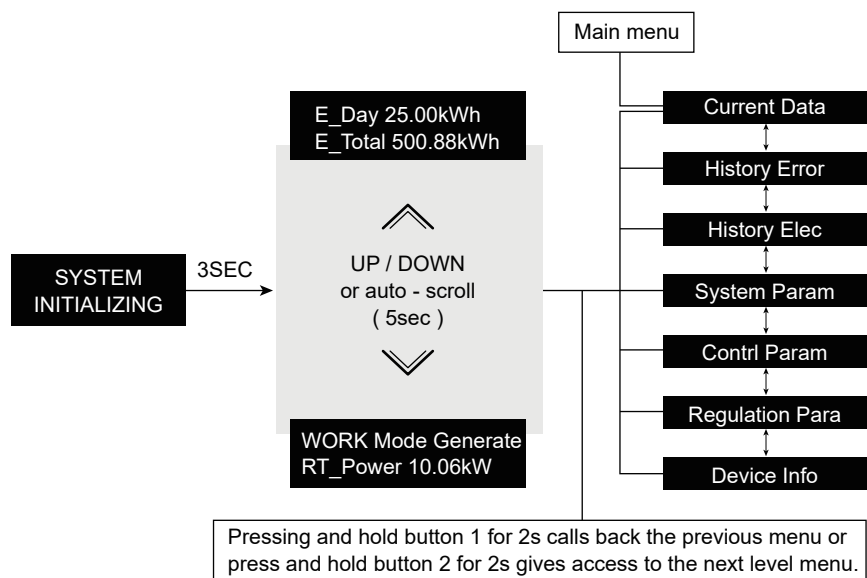 Main menu
E_Day 25.00kWh
E_Total 500.88kWh
SYSTEM
INITIALIZING
3SEC
UP / DOWN
or auto - scroll
( 5sec )
WORK Mode Generate
RT_Power 10.06kW
Current Data
History Error
History Elec
System Param
Contrl Param
Regulation Para
Device Info
Pressing and hold button 1 for 2s calls back the previous menu or
press and hold button 2 for 2s gives access to the next level menu.